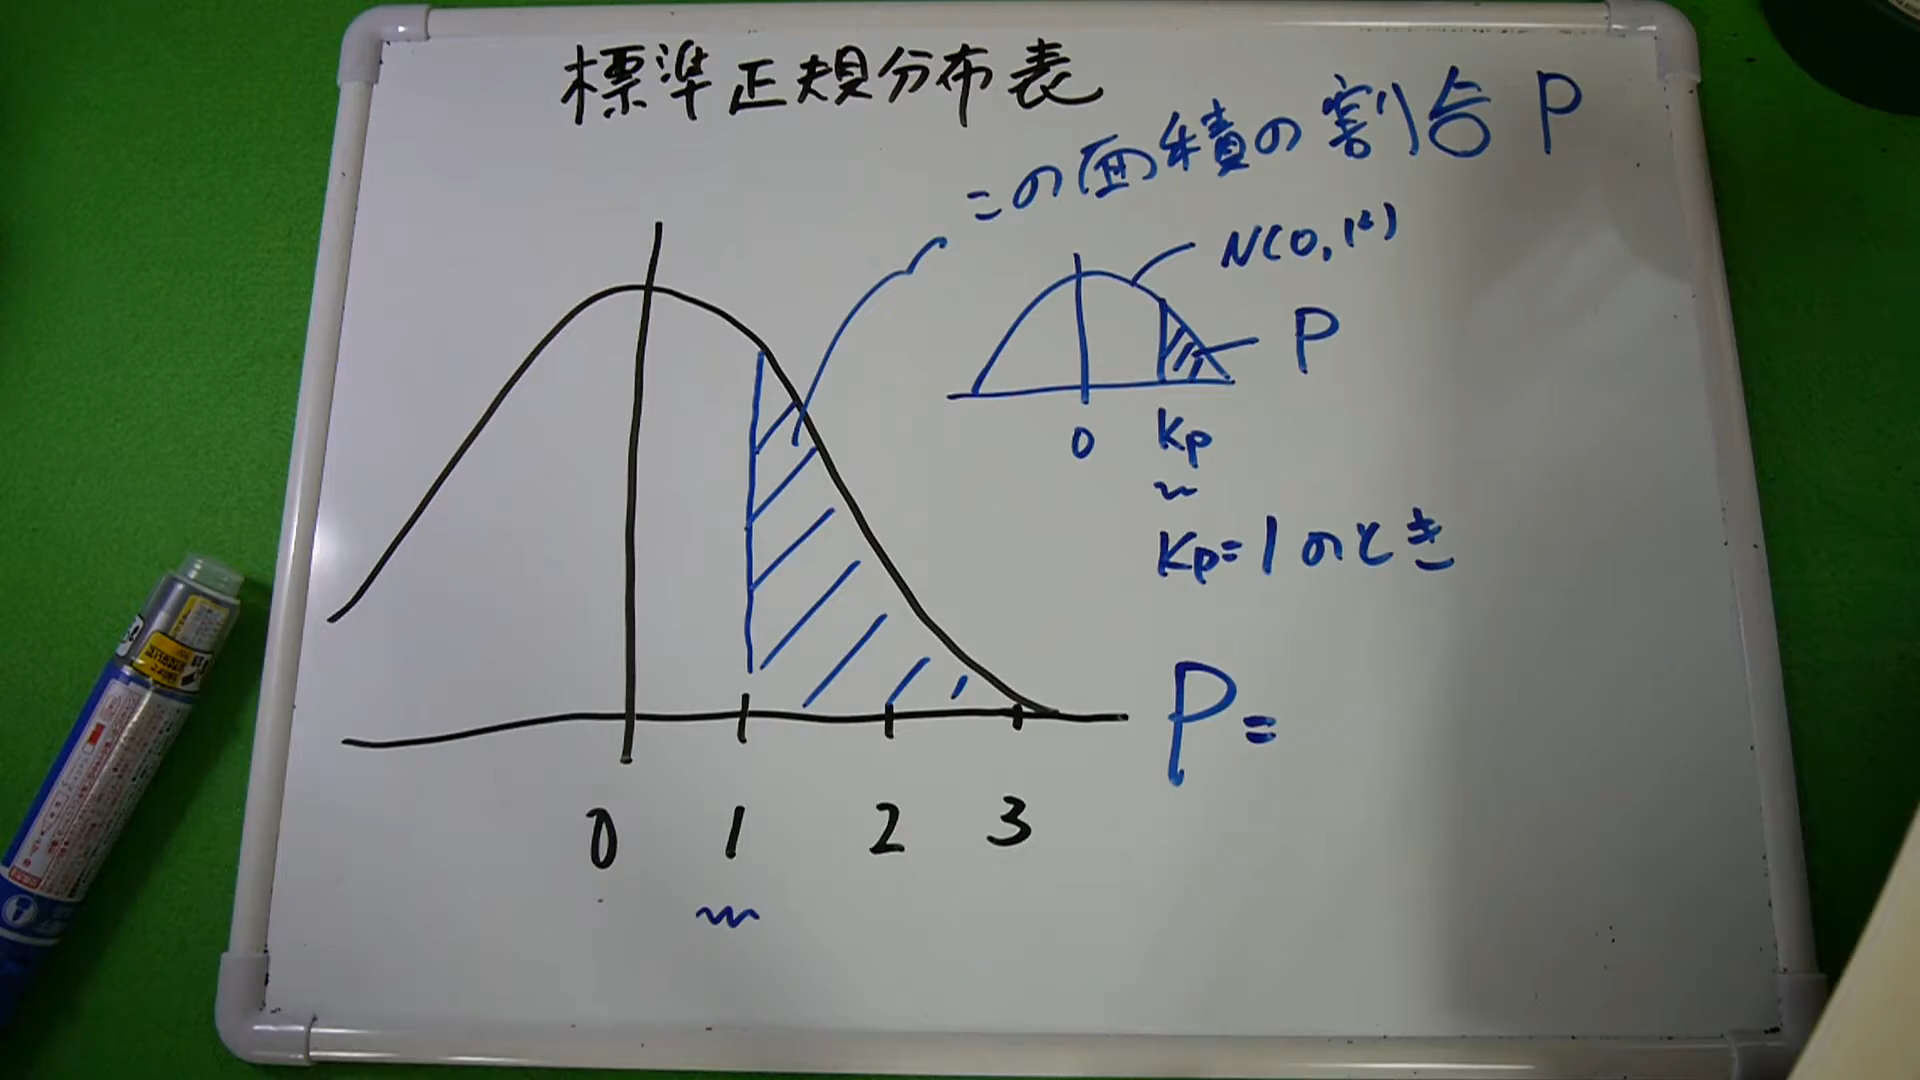 標準正規分布表
この面積の割合 P
N(0,1²)
P
0 Kp
Kp=1のとき
P=
0 1 2 3